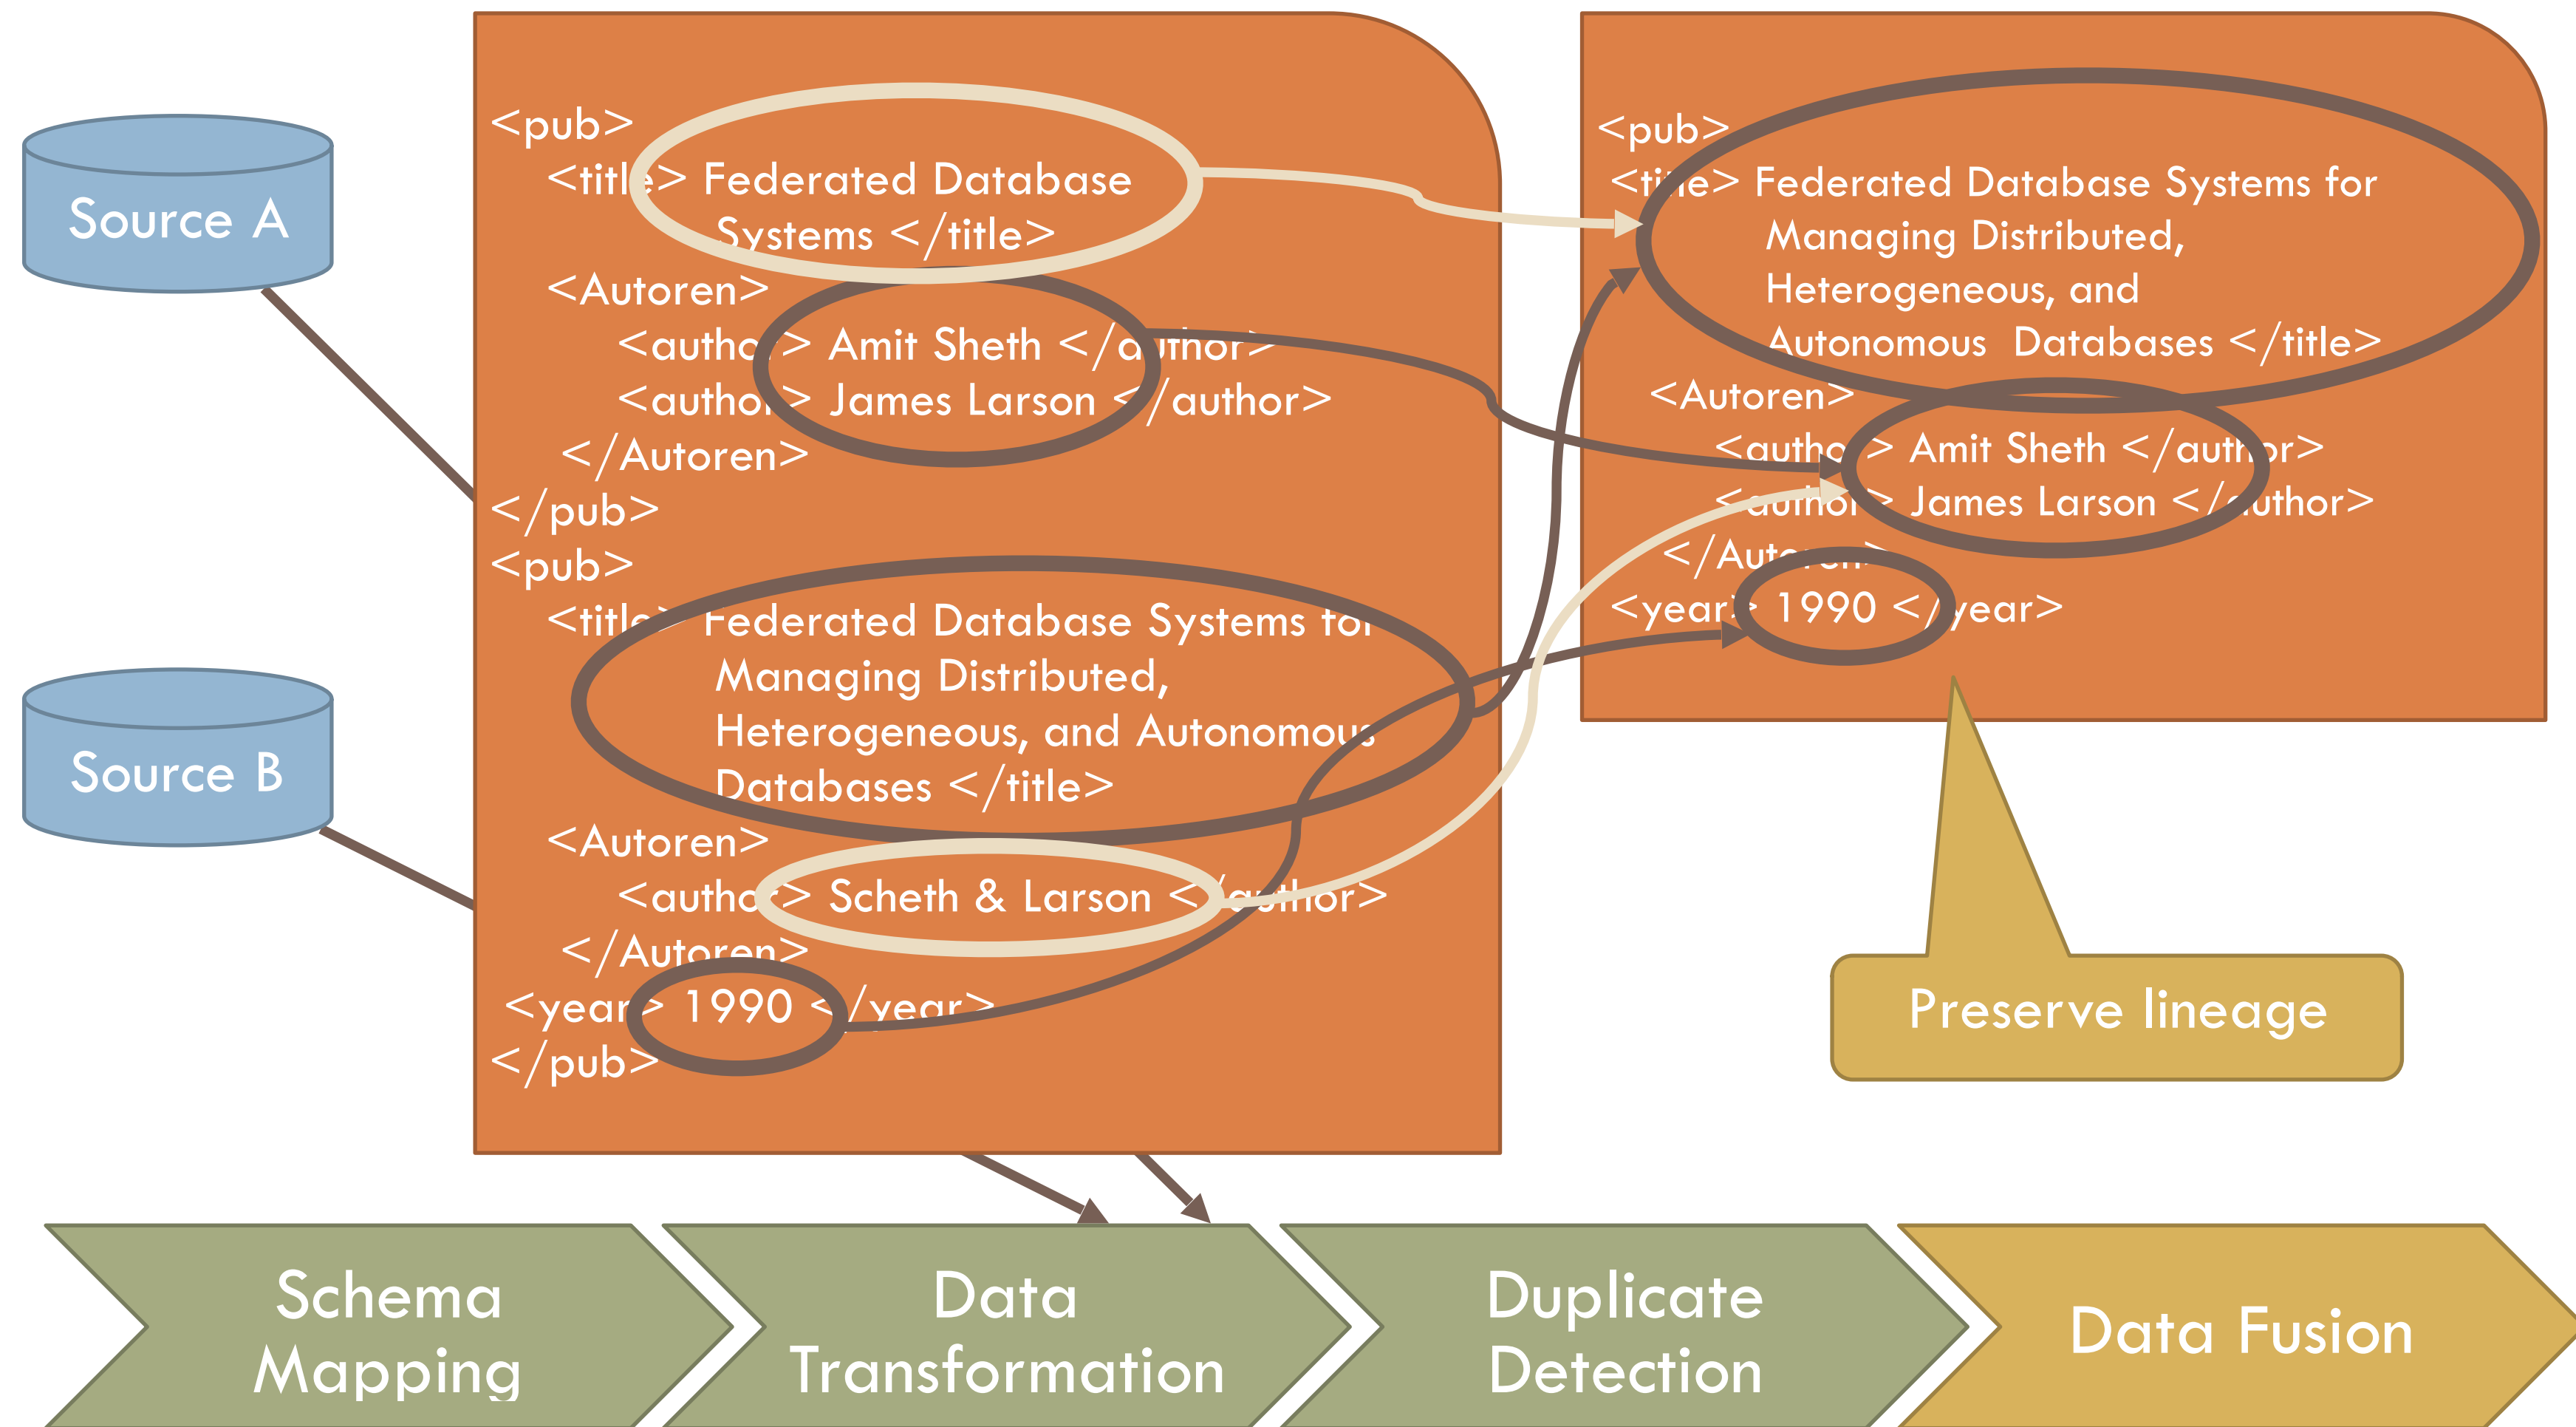 Source A
Source B
<pub>
<title> Federated Database
Systems </title>
<Autoren>
<author> Amit Sheth </author>
<author> James Larson </author>
</Autoren>
</pub>
<pub>
<title> Federated Database Systems for
Managing Distributed,
Heterogeneous, and Autonomous
Databases </title>
<Autoren>
<author> Scheth & Larson </author>
</Autoren>
<year> 1990 </year>
</pub>
<pub>
<title> Federated Database Systems for
Managing Distributed,
Heterogeneous, and
Autonomous Databases </title>
<Autoren>
<author> Amit Sheth </author>
<author> James Larson </author>
</Autoren>
<year> 1990 </year>
Preserve lineage
Schema
Mapping
Data
Transformation
Duplicate
Detection
Data Fusion